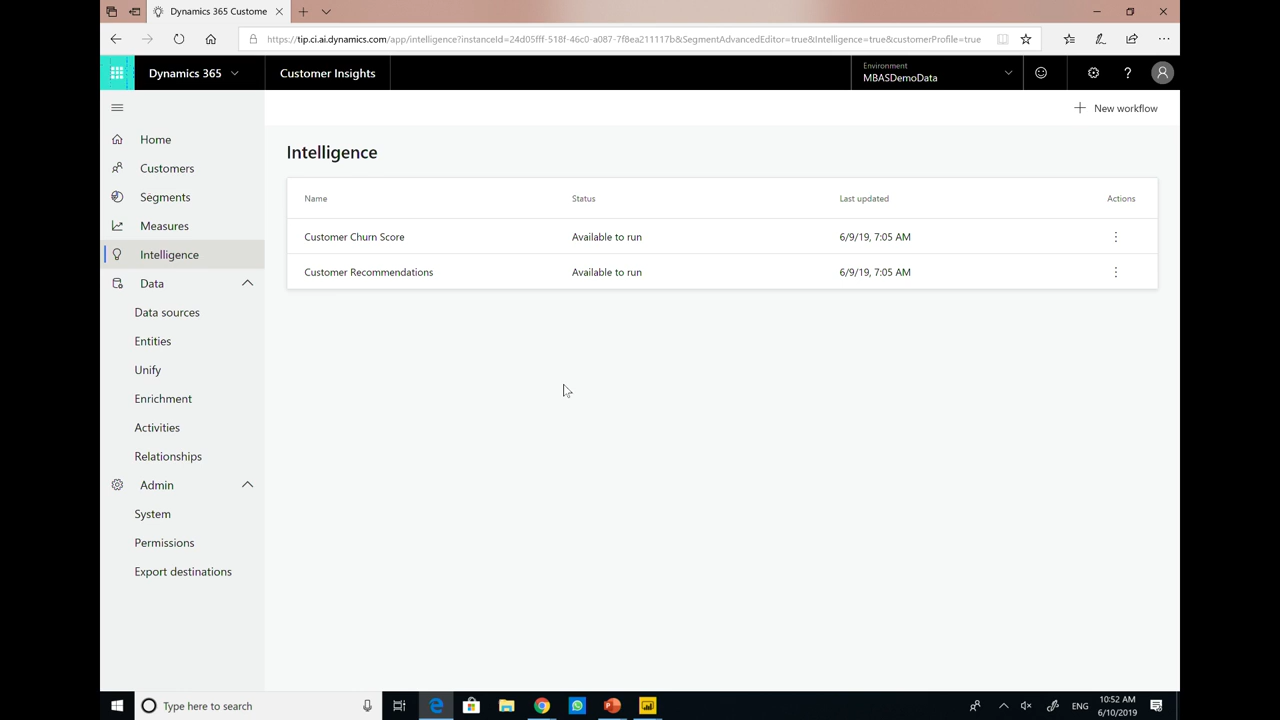 Dynamics 365 Custome
https://tip.ci.ai.dynamics.com/app/intelligence?instanceId=24d05fff-518f-46c0-a087-7f8ea211117b&SegmentAdvancedEditor=true&Intelligence=true&customerProfile=true
Dynamics 365
Customer Insights
Environment
MBASDemoData
?
New workflow
Home
Customers
Segments
Measures
Intelligence
Data
Data sources
Entities
Unify
Enrichment
Activities
Relationships
Admin
System
Permissions
Export destinations
Intelligence
Name Status Last updated Actions
Customer Churn Score Available to run 6/9/19, 7:05 AM
Customer Recommendations Available to run 6/9/19, 7:05 AM
Type here to search
ENG
10:52 AM
6/10/2019